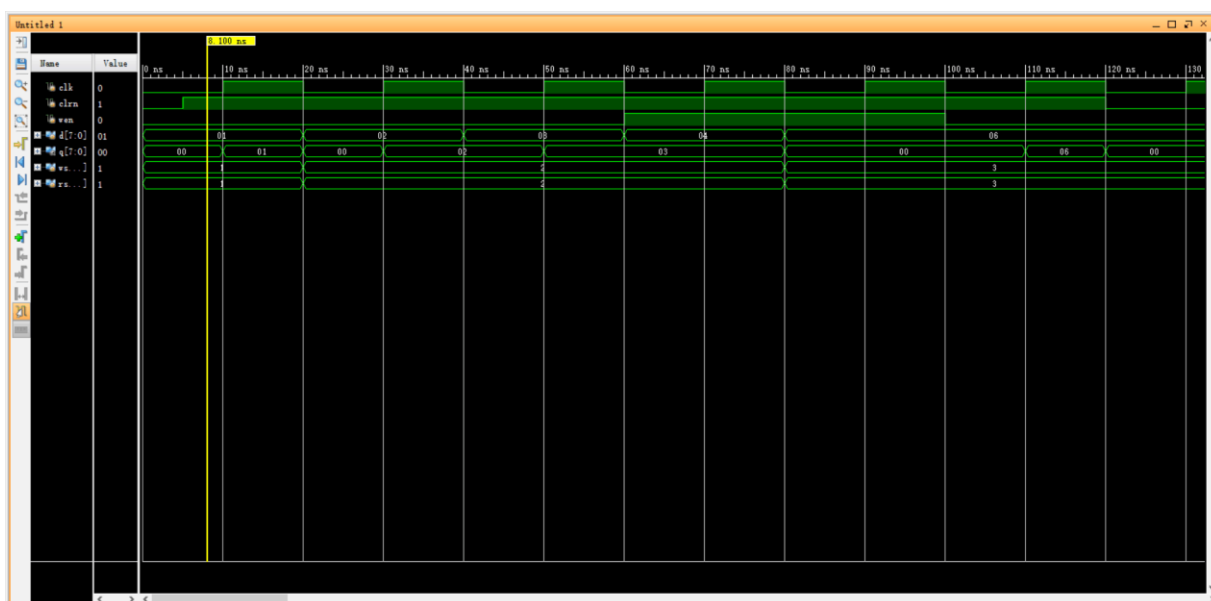 Untitled 1
8.100 ns
Name Value
0 ns 10 ns 20 ns 30 ns 40 ns 50 ns 60 ns 70 ns 80 ns 90 ns 100 ns 110 ns 120 ns 130
clk 0
clrn 1
wen 0
d[7:0] 01 01 02 03 04 06
q[7:0] 00 00 01 00 02 03 00 06 00
ws...] 1 1 2 3
rs...] 1 1 2 3